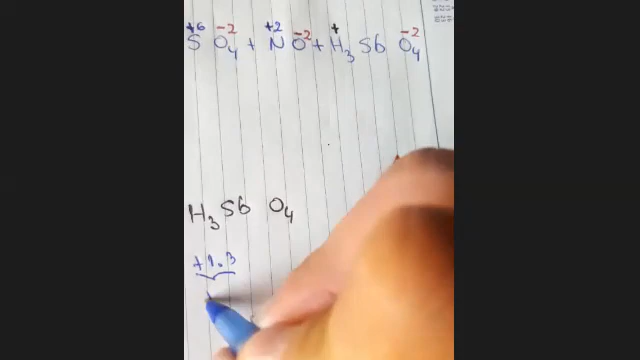 +6 -2 +2 -2 + -2
S O4 + N O + H3 Sb O4
H3 Sb O4
+1.3